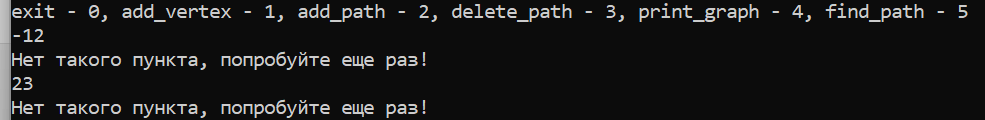 exit - 0, add_vertex - 1, add_path - 2, delete_path - 3, print_graph - 4, find_path - 5
-12
Нет такого пункта, попробуйте еще раз!
23
Нет такого пункта, попробуйте еще раз!